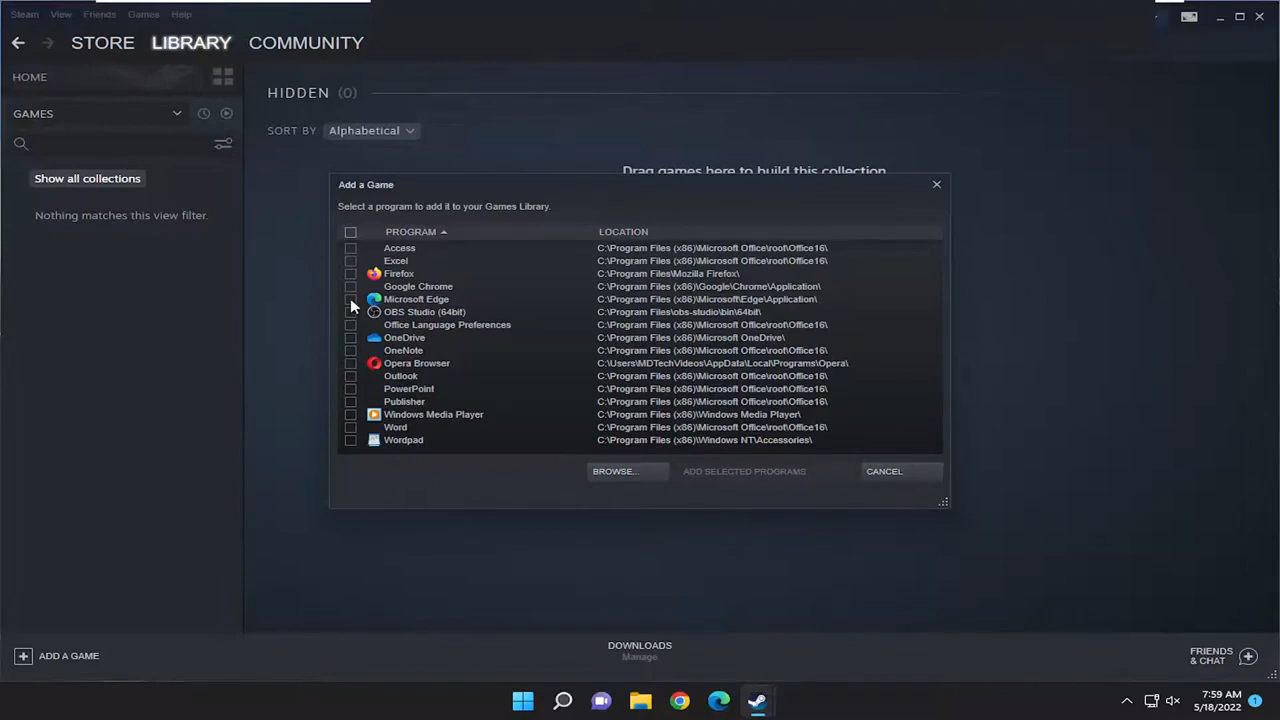 Steam View Friends Games Help
STORE LIBRARY COMMUNITY
HOME
GAMES
Show all collections
Nothing matches this view filter.
HIDDEN (0)
SORT BY Alphabetical
Drag games here to build this collection
Add a Game
Select a program to add it to your Games Library.
PROGRAM LOCATION
Access C:\Program Files (x86)\Microsoft Office\root\Office16\
Excel C:\Program Files (x86)\Microsoft Office\root\Office16\
Firefox C:\Program Files\Mozilla Firefox\
Google Chrome C:\Program Files (x86)\Google\Chrome\Application\
Microsoft Edge C:\Program Files (x86)\Microsoft\Edge\Application\
OBS Studio (64bit) C:\Program Files\obs-studio\bin\64bit\
Office Language Preferences C:\Program Files (x86)\Microsoft Office\root\Office16\
OneDrive C:\Program Files (x86)\Microsoft OneDrive\
OneNote C:\Program Files (x86)\Microsoft Office\root\Office16\
Opera Browser C:\Users\MDTechVideos\AppData\Local\Programs\Opera\
Outlook C:\Program Files (x86)\Microsoft Office\root\Office16\
PowerPoint C:\Program Files (x86)\Microsoft Office\root\Office16\
Publisher C:\Program Files (x86)\Microsoft Office\root\Office16\
Windows Media Player C:\Program Files (x86)\Windows Media Player\
Word C:\Program Files (x86)\Microsoft Office\root\Office16\
Wordpad C:\Program Files (x86)\Windows NT\Accessories\
BROWSE... ADD SELECTED PROGRAMS CANCEL
ADD A GAME
DOWNLOADS
Manage
FRIENDS
& CHAT
7:59 AM
5/18/2022
1